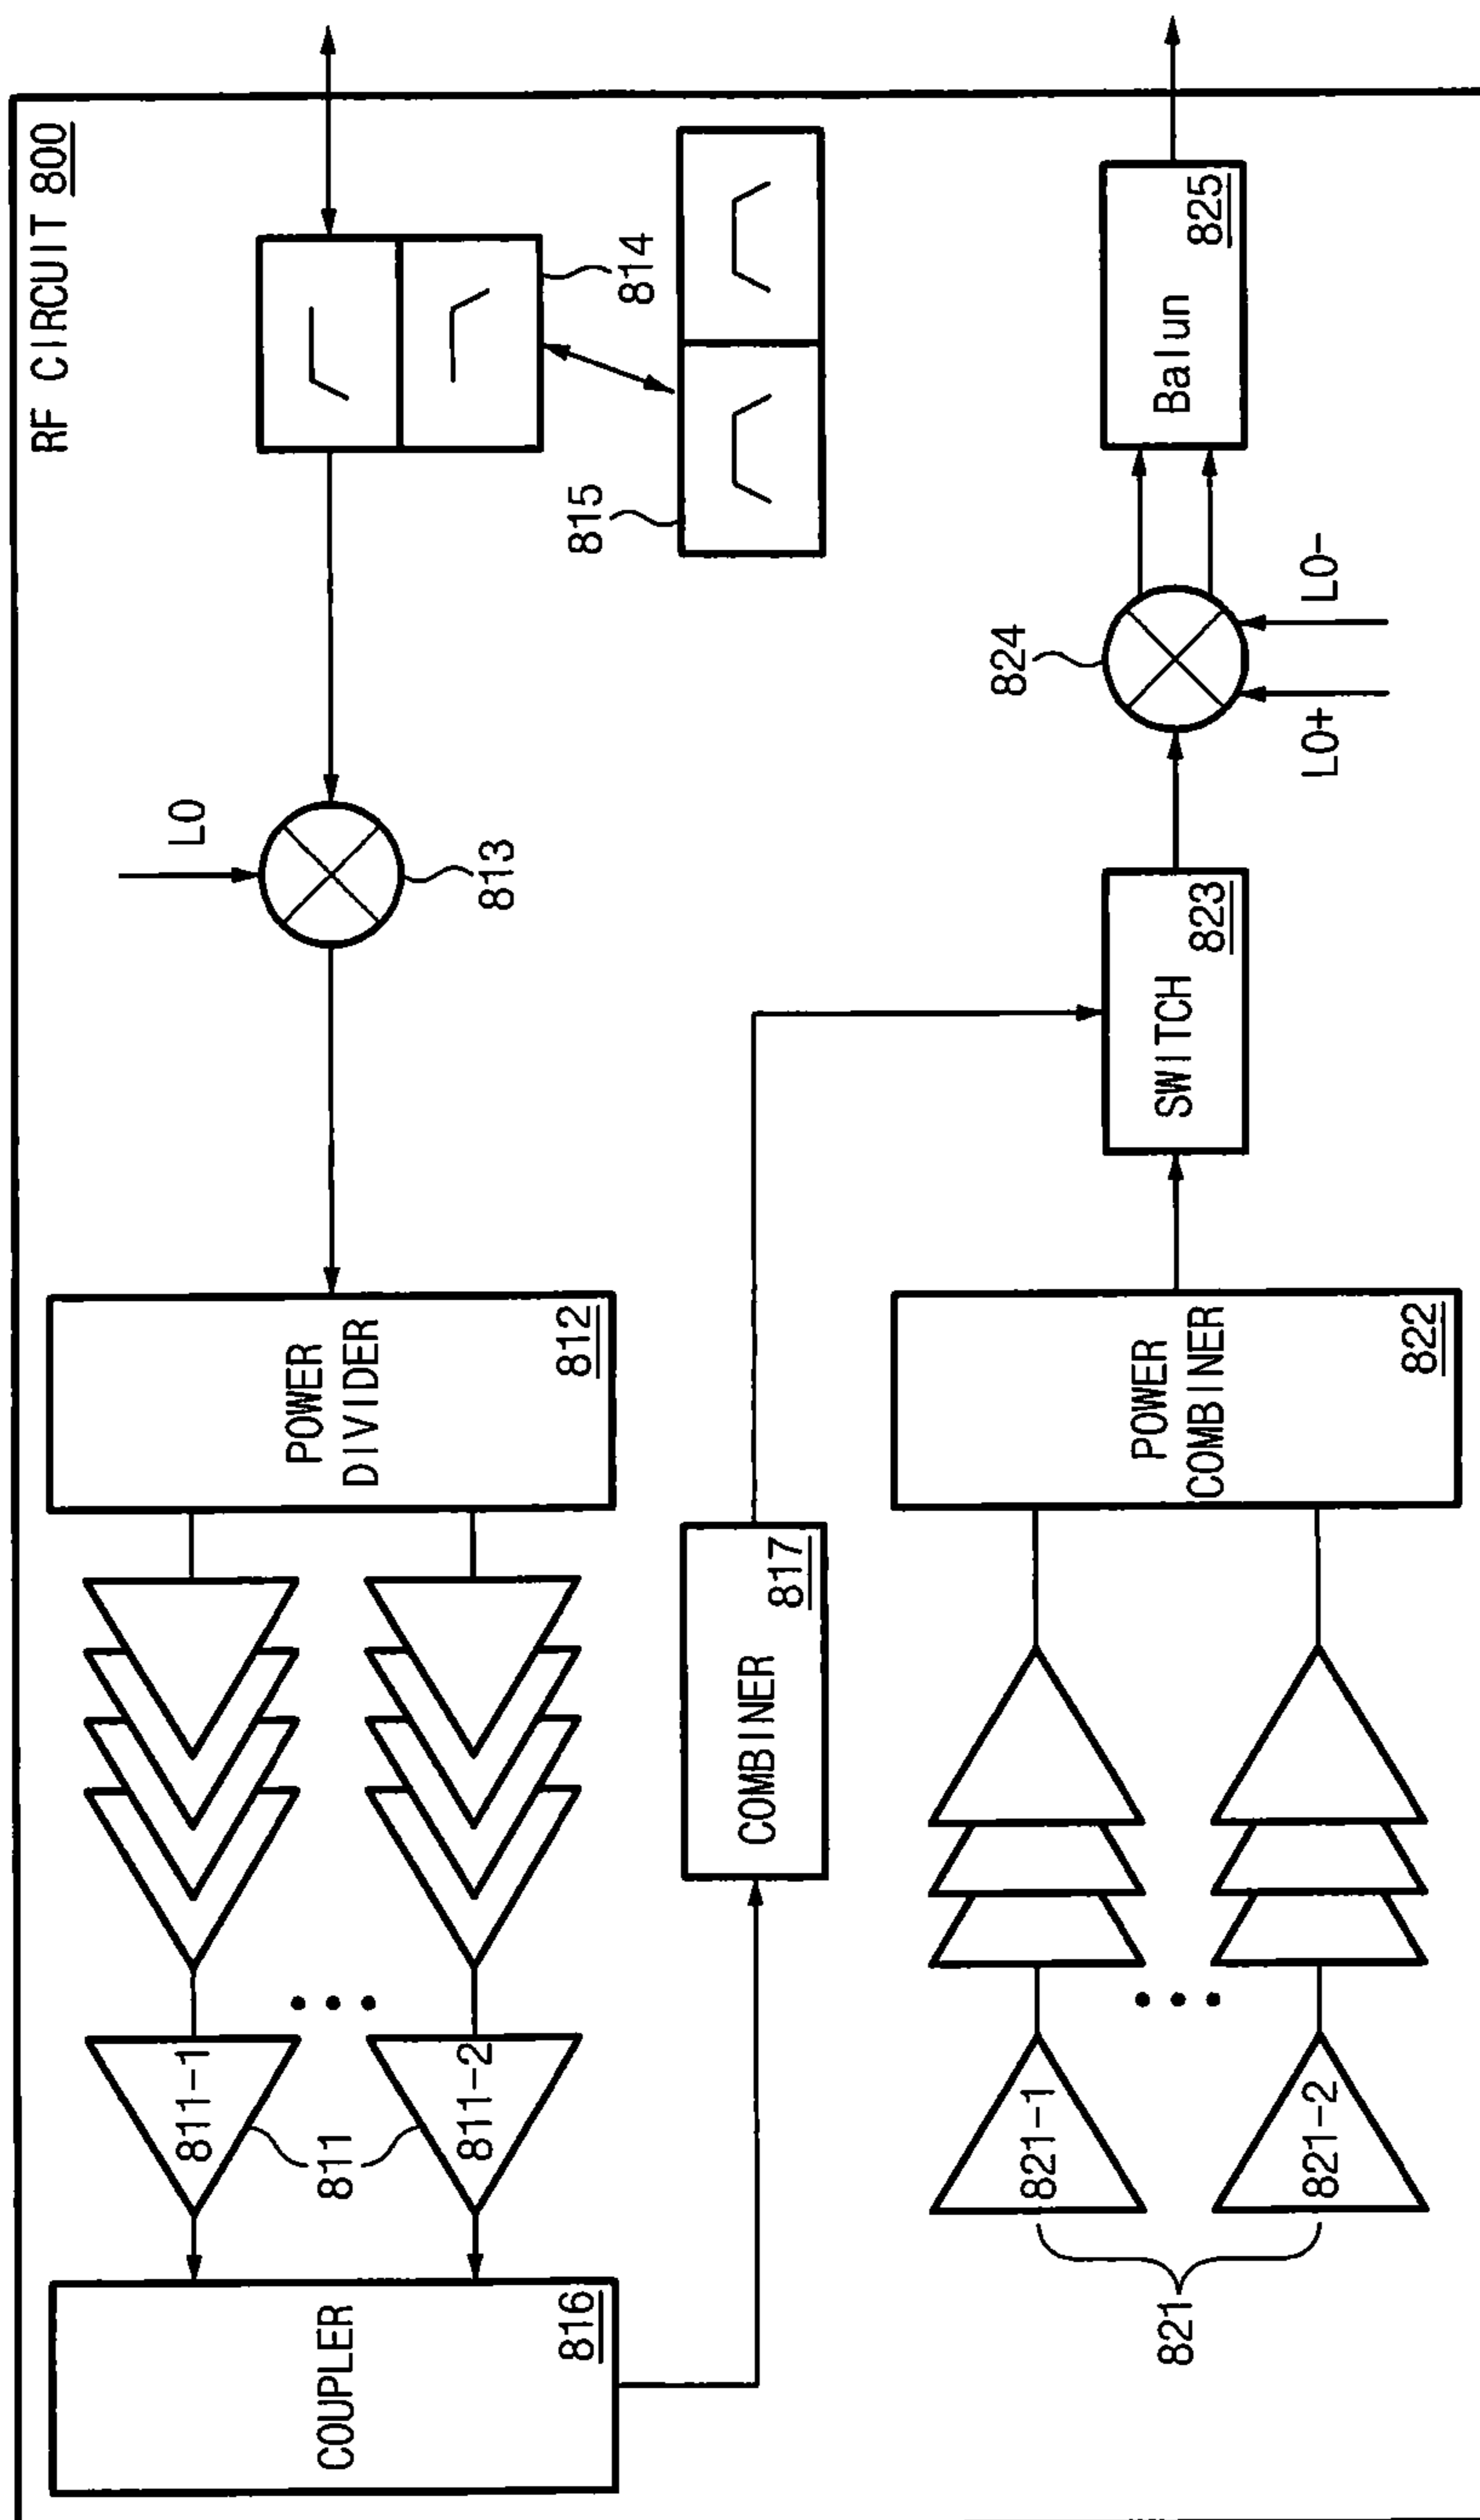 RF CIRCUIT 800
COUPLER
816
811-1
811-2
811
POWER
DIVIDER
812
LO
813
814
815
COMBINER
817
821-1
821-2
821
POWER
COMBINER
822
SWITCH
823
824
LO+
LO-
Balun
825